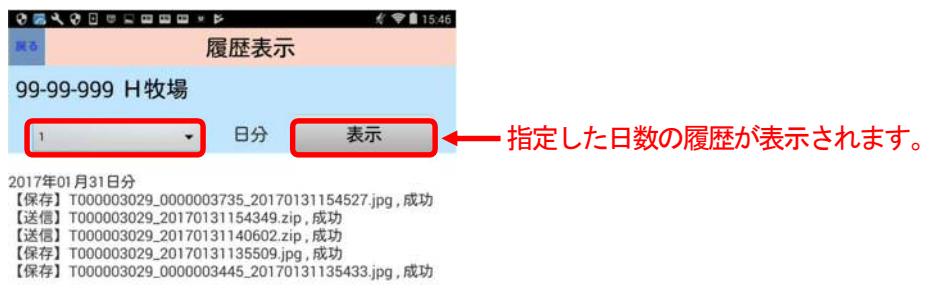 15:46
戻る
履歴表示
99-99-999 H牧場
1
日分
表示
指定した日数の履歴が表示されます。
2017年01月31日分
【保存】T000003029_0000003735_20170131154527.jpg , 成功
【送信】T000003029_20170131154349.zip , 成功
【送信】T000003029_20170131140602.zip , 成功
【保存】T000003029_20170131135509.jpg , 成功
【保存】T000003029_0000003445_20170131135433.jpg , 成功